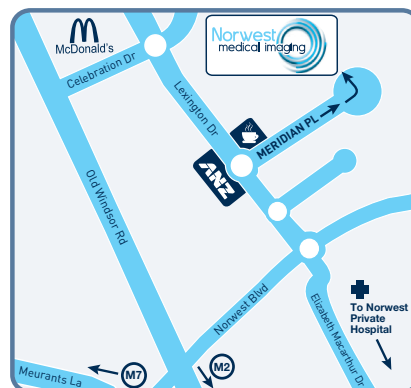 McDonald's
Norwest
medical imaging
Celebration Dr
Lexington Dr
MERIDIAN PL
ANZ
Old Windsor Rd
Norwest Blvd
Elizabeth Macarthur Dr
To Norwest
Private
Hospital
M7
M2
Meurants La